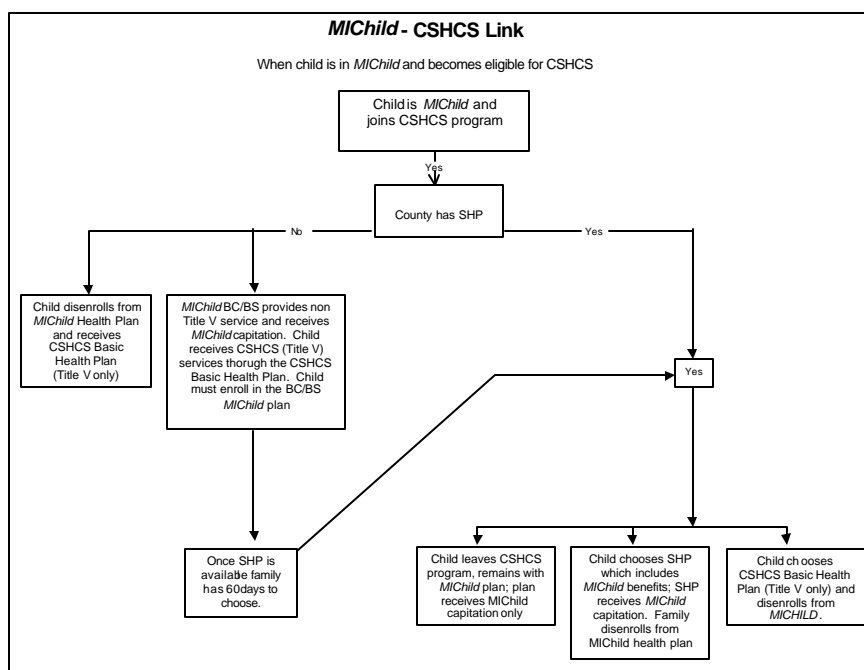 MIChild - CSHCS Link
When child is in MIChild and becomes eligible for CSHCS
Child is MIChild and
joins CSHCS program
Yes
County has SHP
No
Yes
Child disenrolls from
MIChild Health Plan
and receives
CSHCS Basic
Health Plan
(Title V only)
MIChild BC/BS provides non
Title V service and receives
MIChild capitation. Child
receives CSHCS (Title V)
services thorugh the CSHCS
Basic Health Plan. Child
must enroll in the BC/BS
MIChild plan
Yes
Once SHP is
available family
has 60days to
choose.
Child leaves CSHCS
program, remains with
MIChild plan; plan
receives MIChild
capitation only
Child chooses SHP
which includes
MIChild benefits; SHP
receives MIChild
capitation. Family
disenrolls from
MIChild health plan
Child chooses
CSHCS Basic Health
Plan (Title V only) and
disenrolls from
MICHILD.